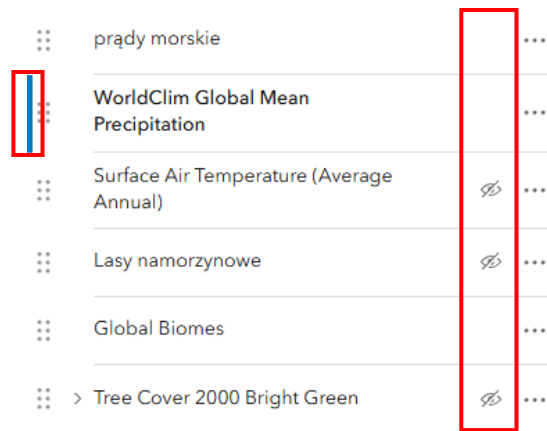 prądy morskie
WorldClim Global Mean
Precipitation
Surface Air Temperature (Average
Annual)
Lasy namorzynowe
Global Biomes
Tree Cover 2000 Bright Green